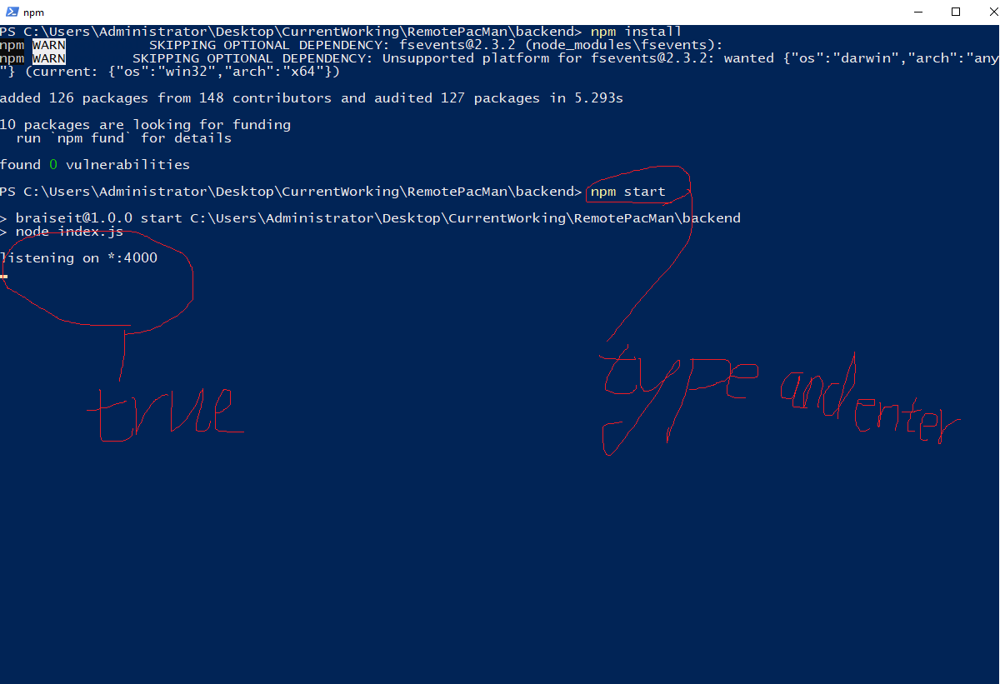 npm
PS C:\Users\Administrator\Desktop\CurrentWorking\RemotePacMan\backend> npm install
npm WARN SKIPPING OPTIONAL DEPENDENCY: fsevents@2.3.2 (node_modules\fsevents):
npm WARN SKIPPING OPTIONAL DEPENDENCY: Unsupported platform for fsevents@2.3.2: wanted {"os":"darwin","arch":"any
"} (current: {"os":"win32","arch":"x64"})
added 126 packages from 148 contributors and audited 127 packages in 5.293s
10 packages are looking for funding
run `npm fund` for details
found 0 vulnerabilities
PS C:\Users\Administrator\Desktop\CurrentWorking\RemotePacMan\backend> npm start
> braiseit@1.0.0 start C:\Users\Administrator\Desktop\CurrentWorking\RemotePacMan\backend
> node index.js
listening on *:4000
type and enter
true